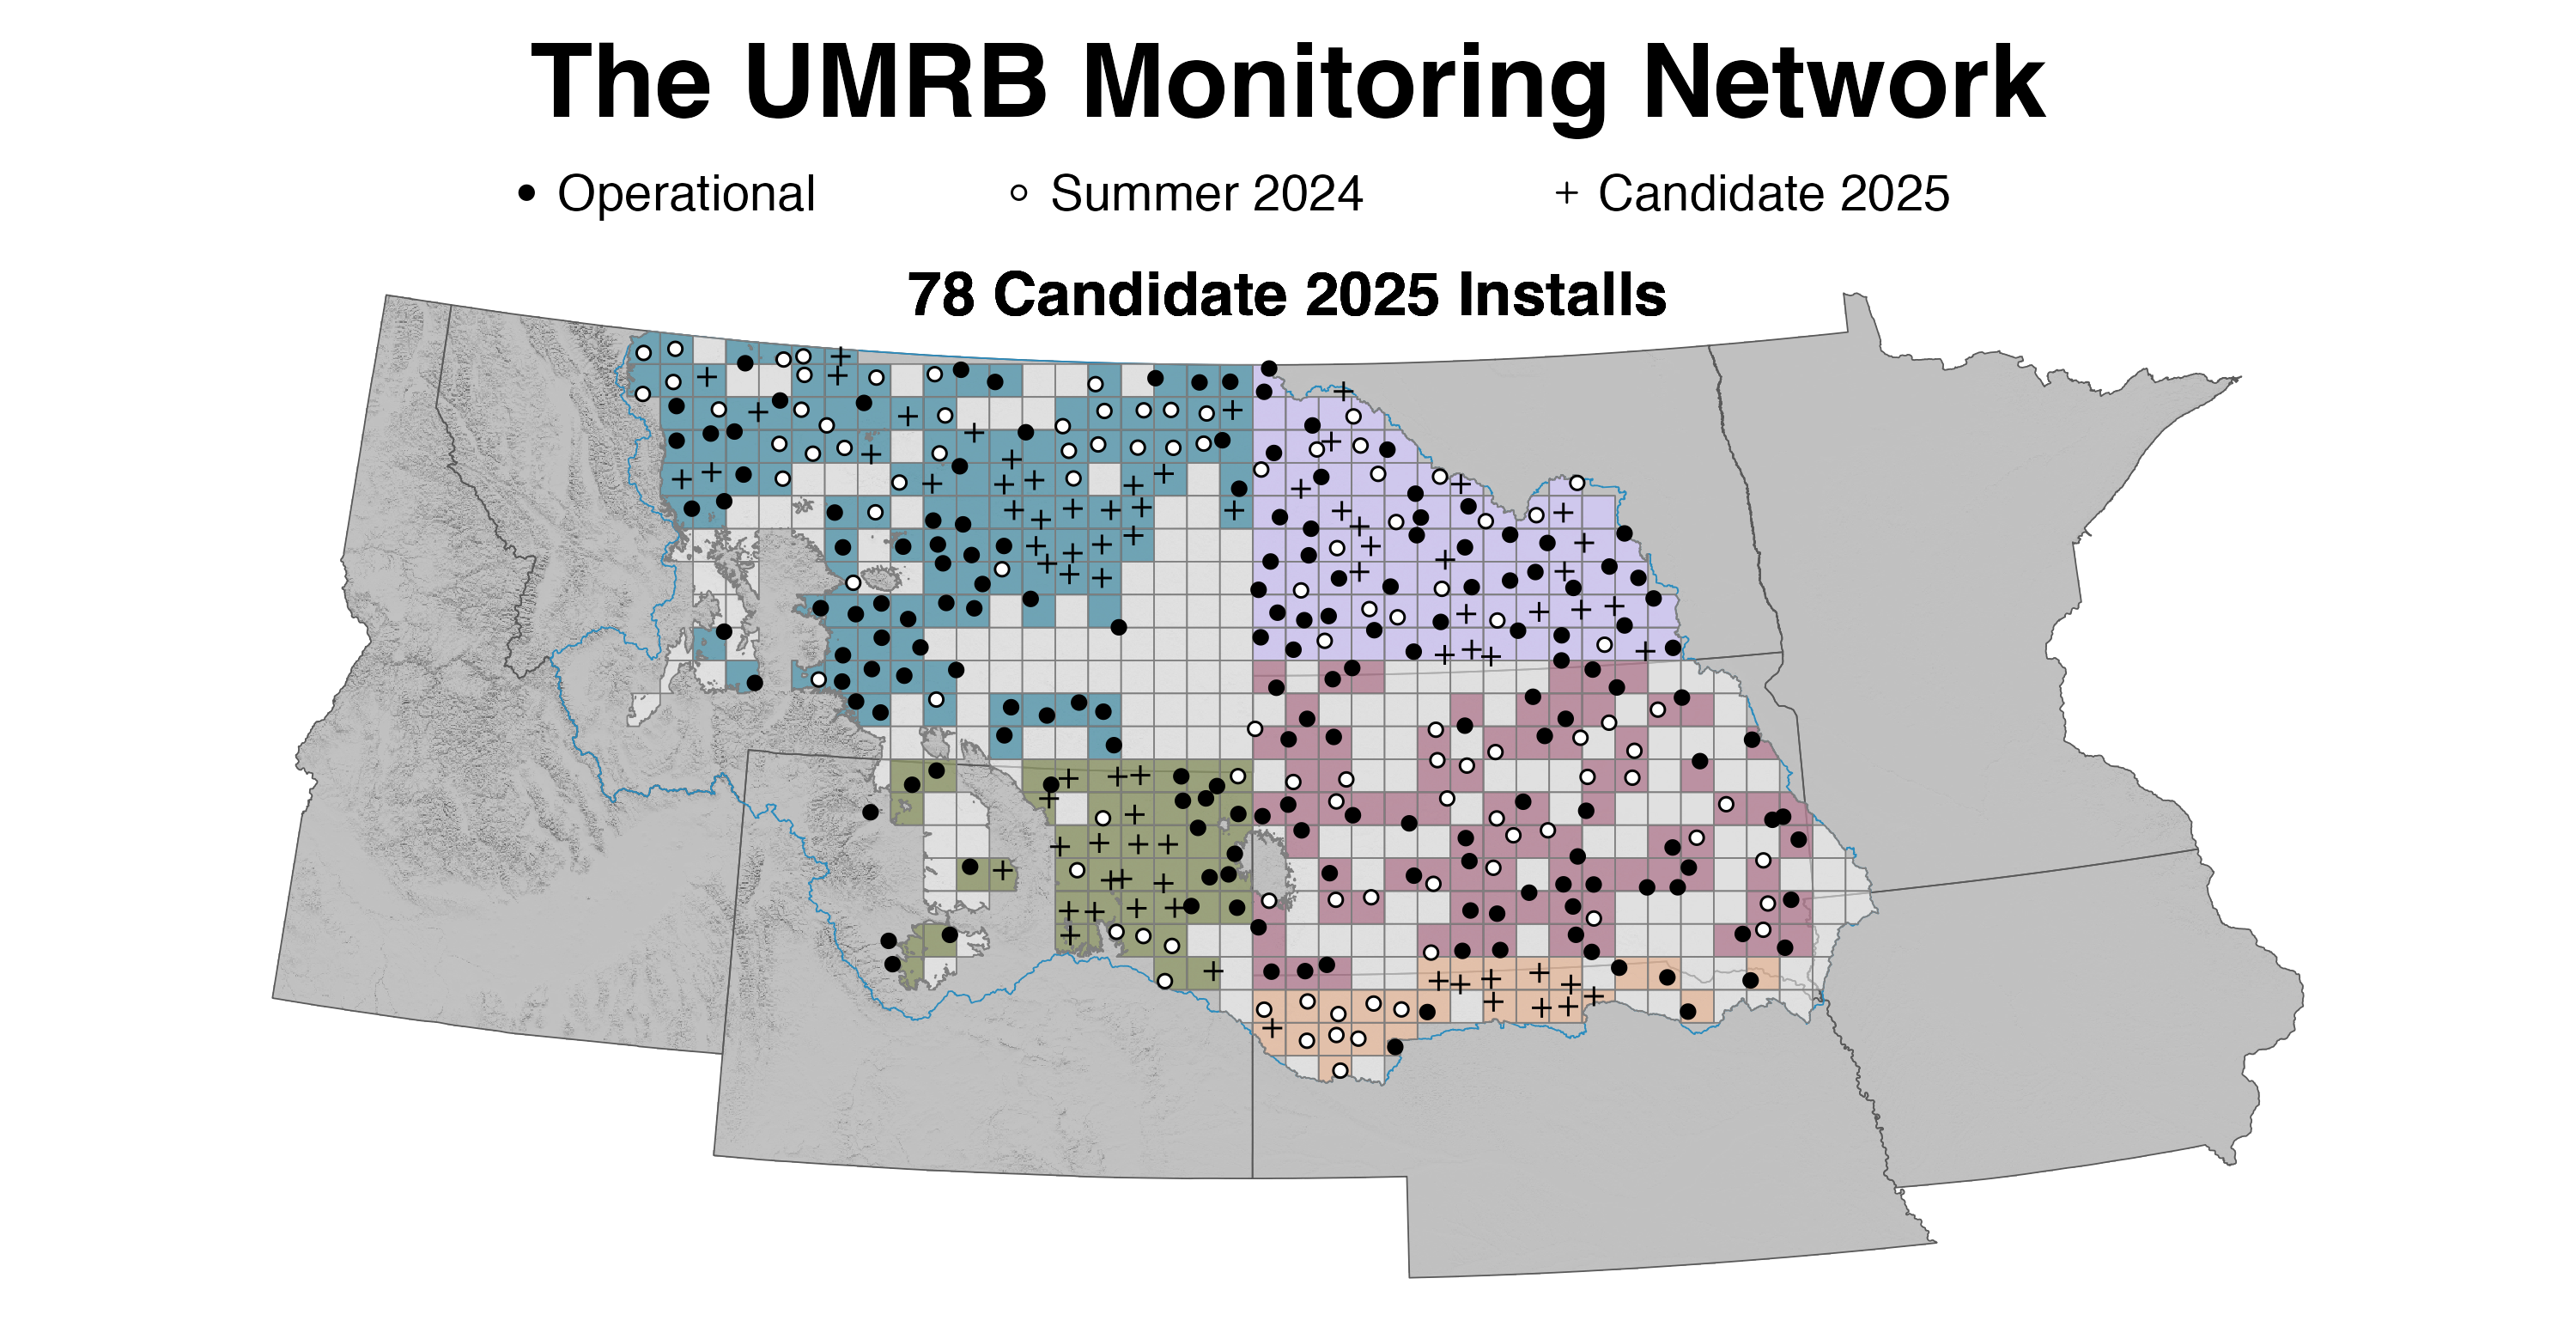 The UMRB Monitoring Network
Operational Summer 2024 Candidate 2025
78 Candidate 2025 Installs